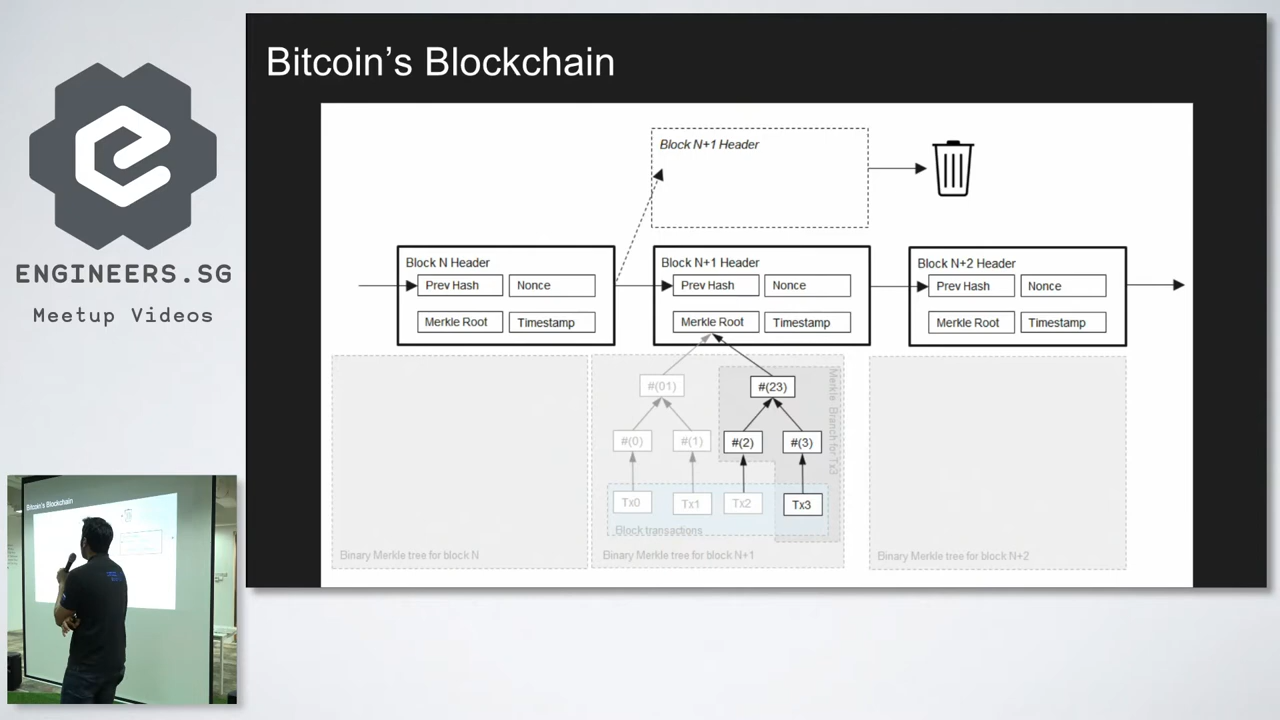 Bitcoin's Blockchain
ENGINEERS.SG
Meetup Videos
Block N+1 Header
Block N Header
Prev Hash
Nonce
Merkle Root
Timestamp
Block N+1 Header
Prev Hash
Nonce
Merkle Root
Timestamp
Block N+2 Header
Prev Hash
Nonce
Merkle Root
Timestamp
#(01)
#(23)
#(0)
#(1)
#(2)
#(3)
Tx0
Tx1
Tx2
Tx3
Block transactions
Merkle Branch for Tx3
Binary Merkle tree for block N
Binary Merkle tree for block N+1
Binary Merkle tree for block N+2
Bitcoin's Blockchain